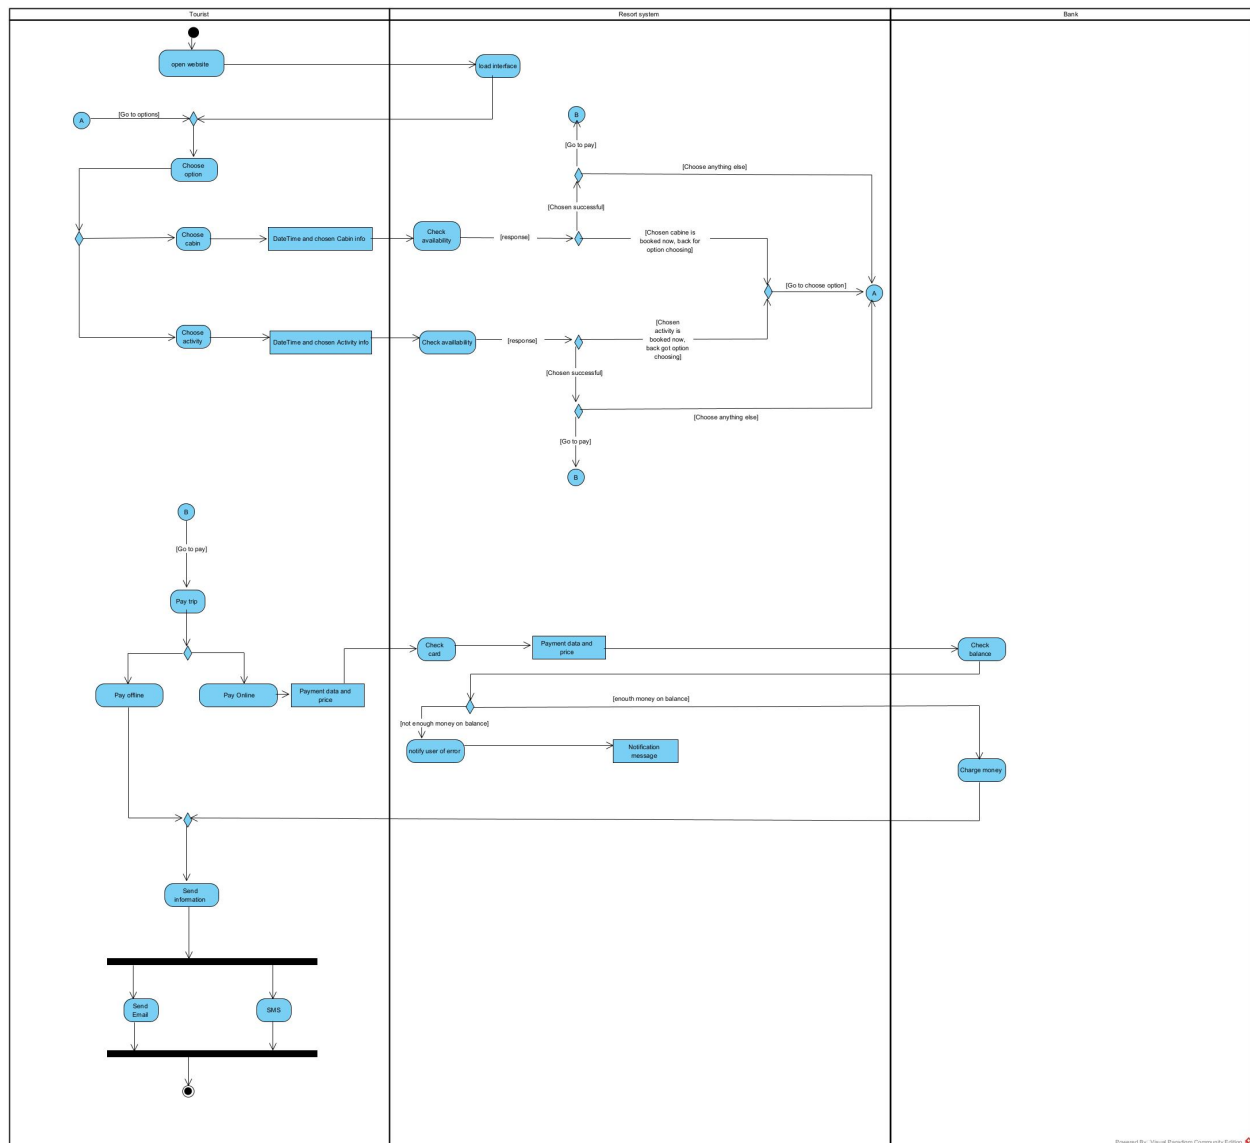 Tourist
Resort system
Bank
open website
load interface
A
[Go to options]
B
[Go to pay]
[Choose anything else]
Choose
option
[Chosen successful]
Choose
cabin
DateTime and chosen Cabin info
Check
availability
[response]
[Chosen cabine is
booked now, back for
option choosing]
[Go to choose option]
A
Choose
activity
DateTime and chosen Activity info
Check availability
[response]
[Chosen
activity is
booked now,
back got option
choosing]
[Chosen successful]
[Choose anything else]
[Go to pay]
B
B
[Go to pay]
Pay trip
Check
card
Payment data and
price
Check
balance
Pay offline
Pay Online
Payment data and
price
[enouth money on balance]
[not enough money on balance]
notify user of error
Notification
message
Charge money
Send
information
Send
Email
SMS
Powered By: Visual Paradigm Community Edition